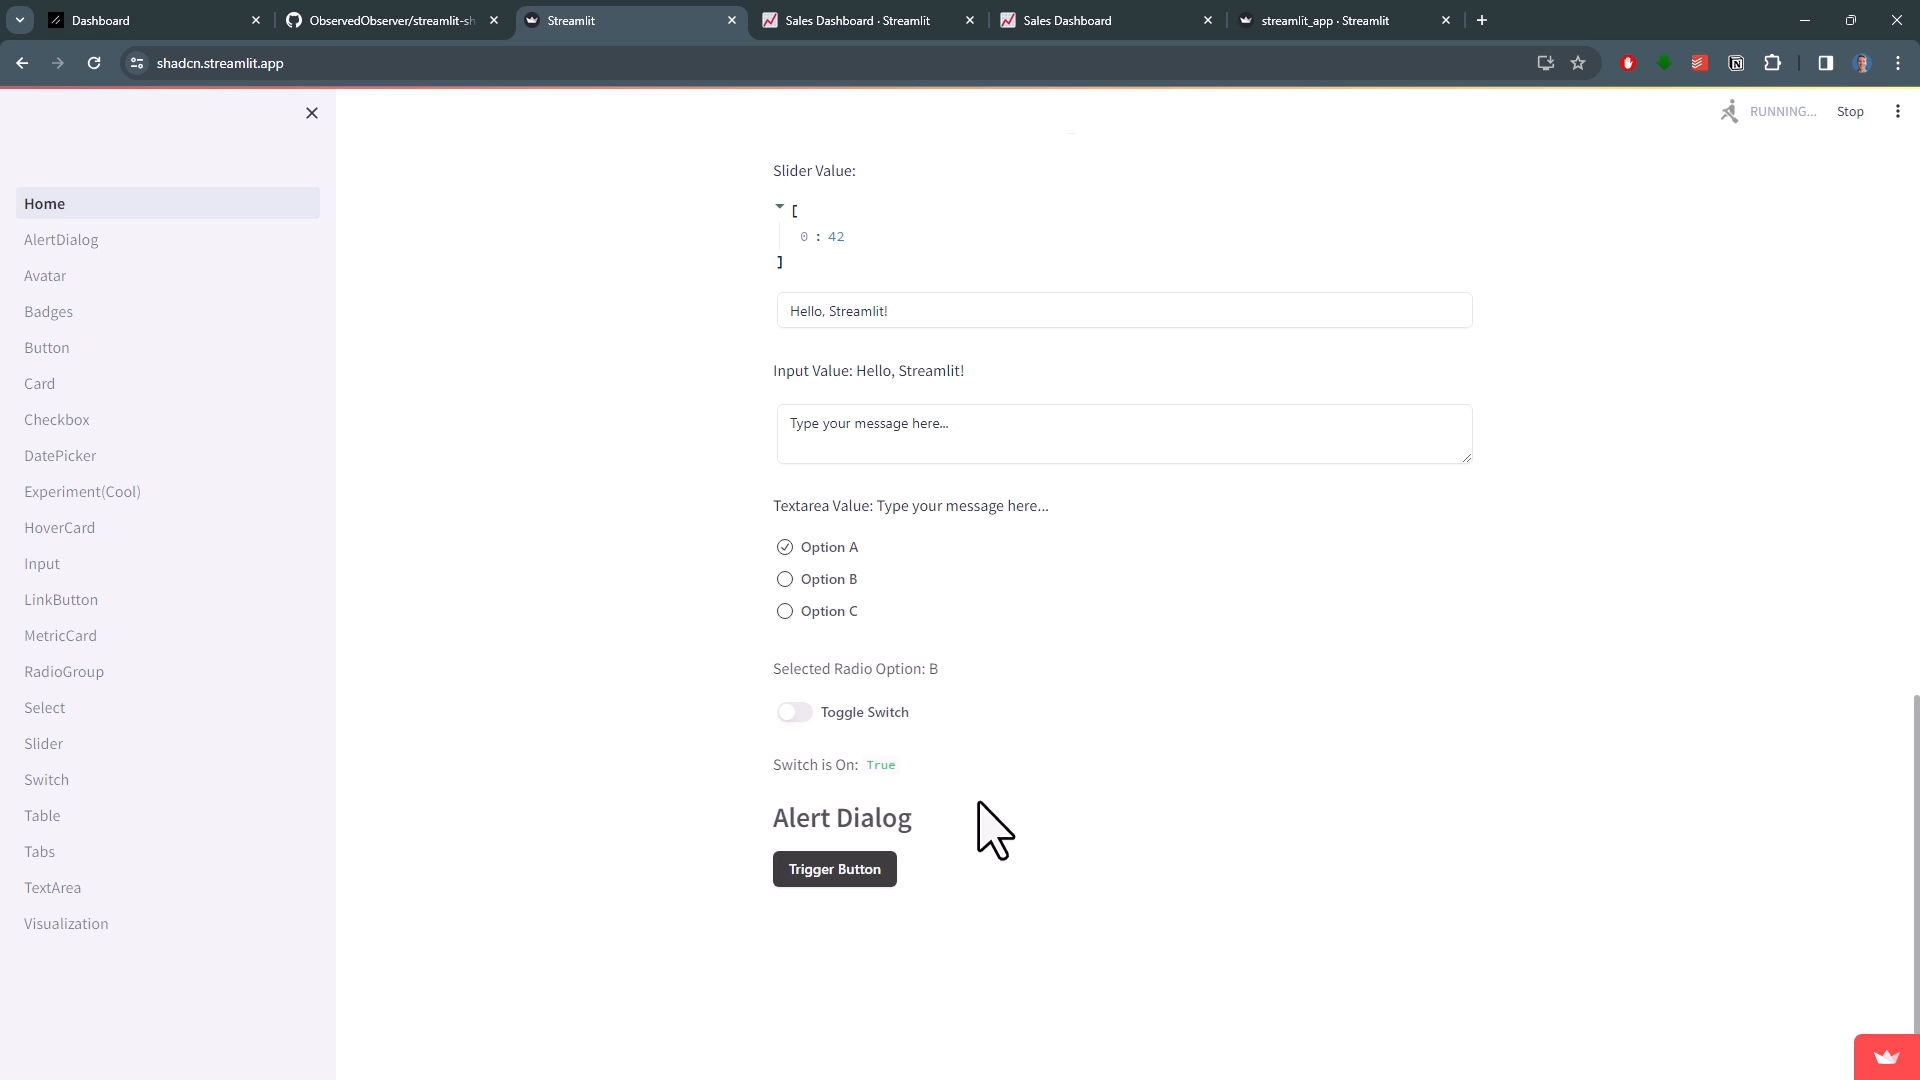 Dashboard
ObservedObserver/streamlit-sh
Streamlit
Sales Dashboard · Streamlit
Sales Dashboard
streamlit_app · Streamlit
shadcn.streamlit.app
RUNNING...
Stop
Home
AlertDialog
Avatar
Badges
Button
Card
Checkbox
DatePicker
Experiment(Cool)
HoverCard
Input
LinkButton
MetricCard
RadioGroup
Select
Slider
Switch
Table
Tabs
TextArea
Visualization
Slider Value:
[
0 : 42
]
Hello, Streamlit!
Input Value: Hello, Streamlit!
Type your message here...
Textarea Value: Type your message here...
Option A
Option B
Option C
Selected Radio Option: B
Toggle Switch
Switch is On: True
Alert Dialog
Trigger Button